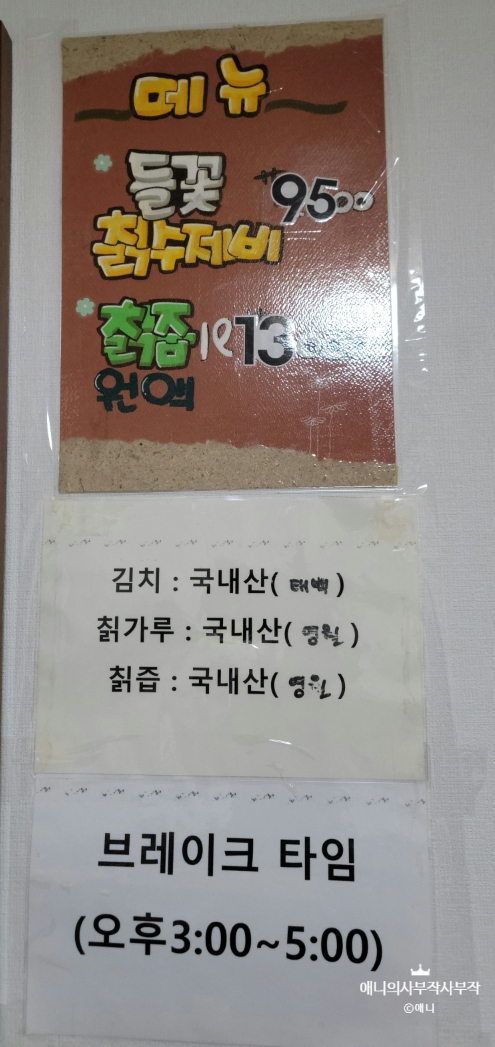 메뉴
들꽃 9500
칡수제비
칡즙 1ℓ 13
원액
김치 : 국내산( 태백 )
칡가루 : 국내산( 영월 )
칡즙 : 국내산( 영월 )
브레이크 타임
(오후3:00~5:00)
애니의사부작사부작
©애니